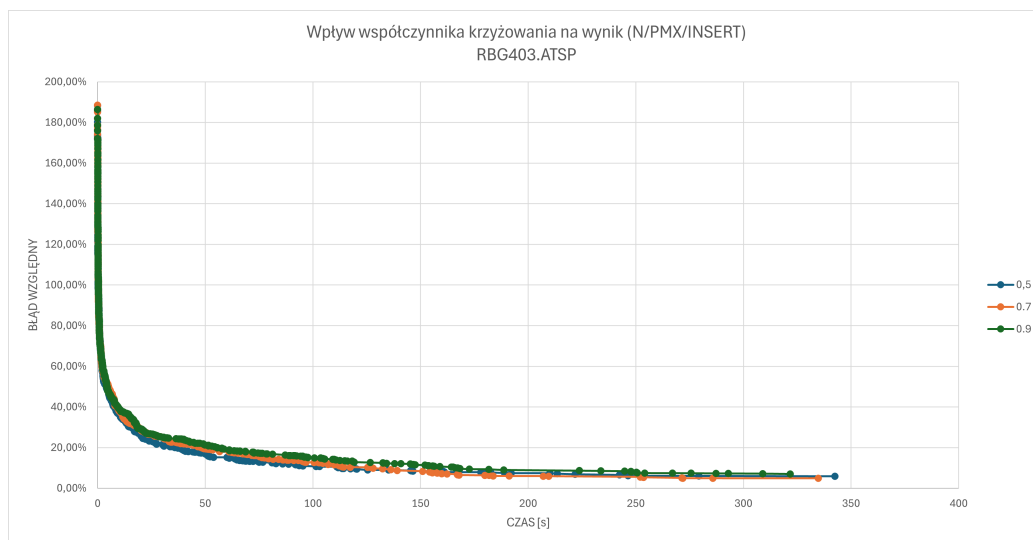 Wpływ współczynnika krzyżowania na wynik (N/PMX/INSERT)
RBG403.ATSP
200,00%
180,00%
160,00%
140,00%
120,00%
100,00%
80,00%
60,00%
40,00%
20,00%
0,00%
BŁĄD WZGLĘDNY
0 50 100 150 200 250 300 350 400
CZAS [s]
0,5
0.7
0.9